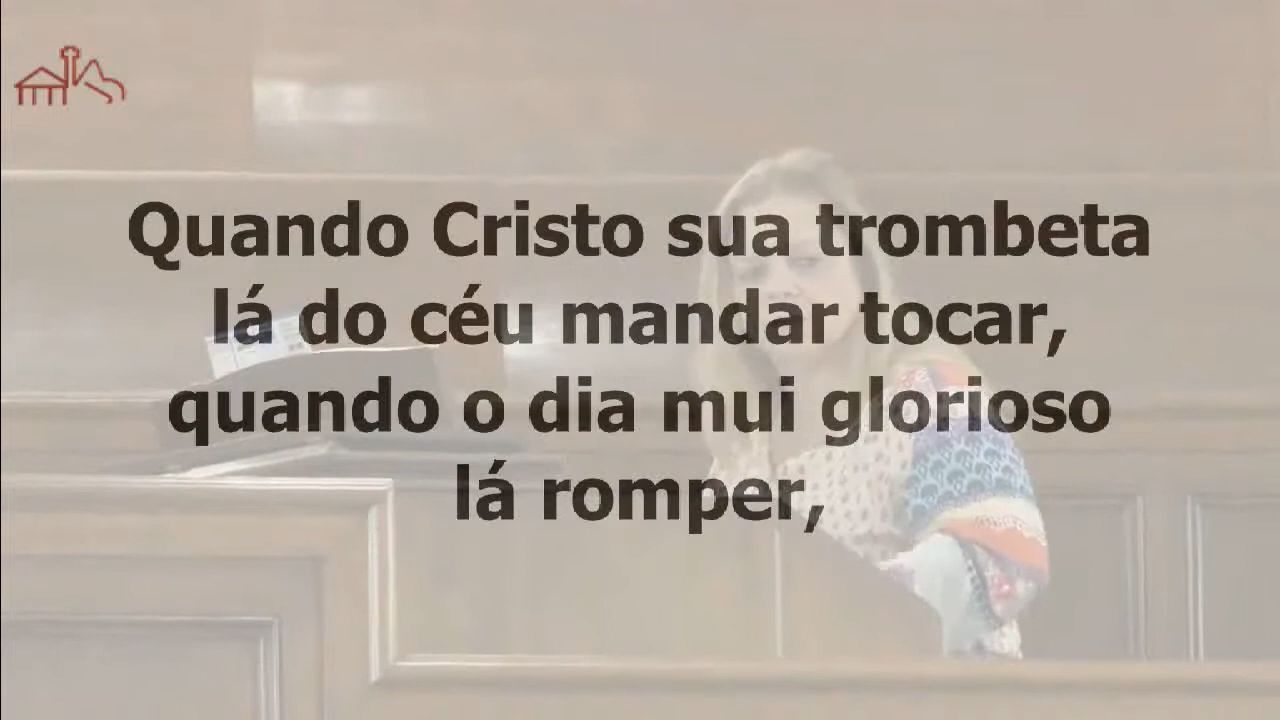 Quando Cristo sua trombeta
lá do céu mandar tocar,
quando o dia mui glorioso
lá romper,